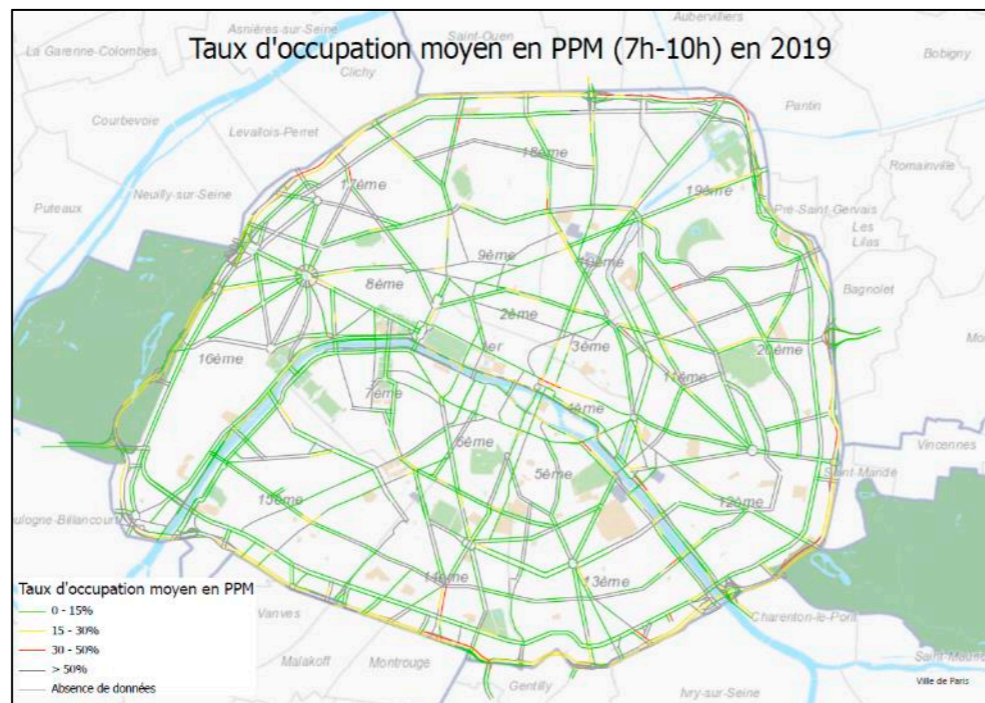 Asnières-sur-Seine
Aubervilliers
Saint-Ouen
La Garenne-Colombes
Taux d'occupation moyen en PPM (7h-10h) en 2019
Bobigny
Clichy
Pantin
Courbevoie
Levallois-Perret
18ème
Romainville
17ème
19ème
Neuilly-sur-Seine
Puteaux
Pré-Saint-Gervais
Les
Lilas
9ème
8ème
Bagnolet
2ème
1er
3ème
20ème
16ème
11ème
7ème
4ème
6ème
Vincennes
5ème
Saint-Mandé
15ème
12ème
oulogne-Billancourt
14ème
13ème
Taux d'occupation moyen en PPM
0 - 15%
15 - 30%
30 - 50%
> 50%
Absence de données
Vanves
Charenton-le-Pont
Malakoff
Montrouge
Gentilly
Ivry-sur-Seine
Ville de Paris